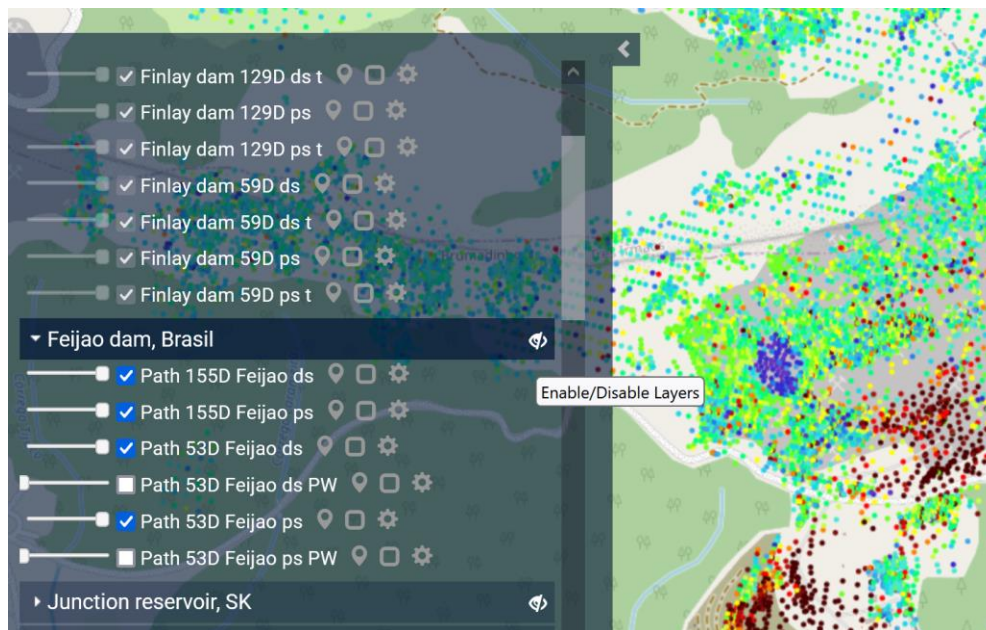 Finlay dam 129D ds t
Finlay dam 129D ps
Finlay dam 129D ps t
Finlay dam 59D ds
Finlay dam 59D ds t
Finlay dam 59D ps
Finlay dam 59D ps t
Feijao dam, Brasil
Path 155D Feijao ds
Enable/Disable Layers
Path 155D Feijao ps
Path 53D Feijao ds
Path 53D Feijao ds PW
Path 53D Feijao ps
Path 53D Feijao ps PW
Junction reservoir, SK